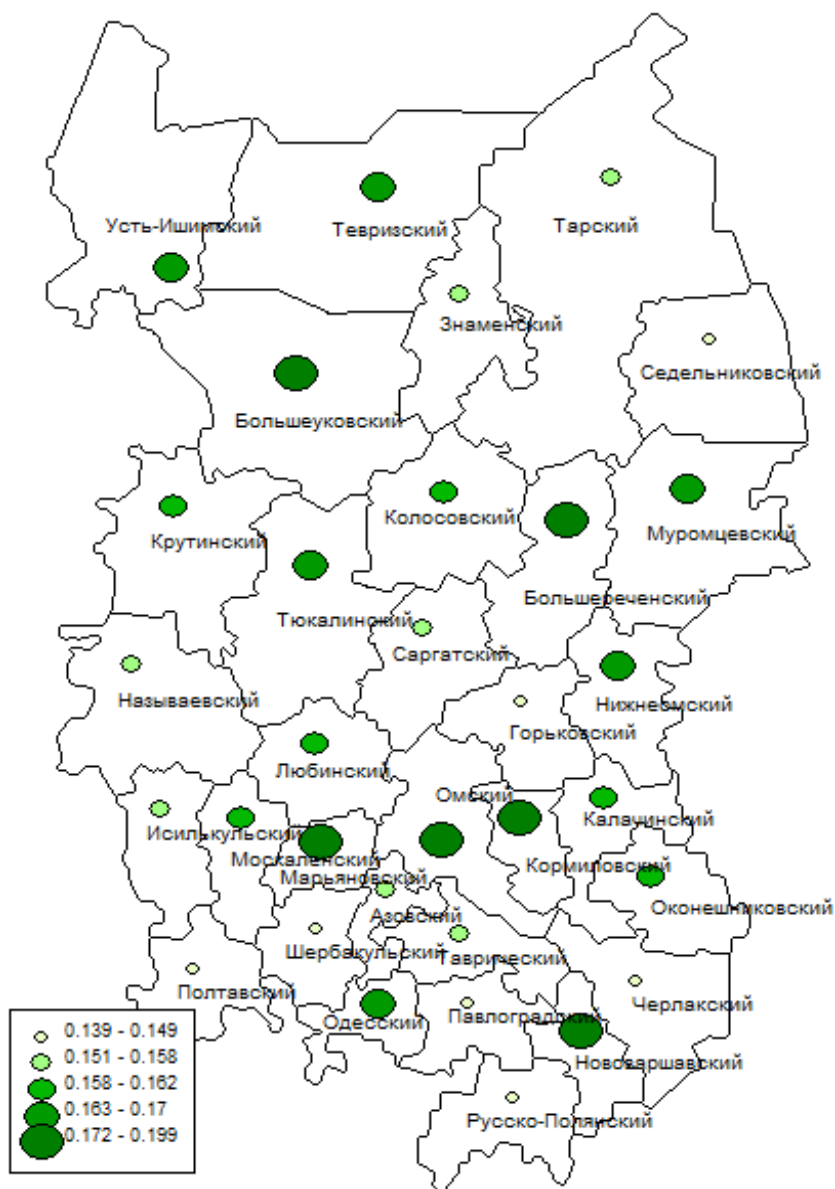 Усть-Ишимский
Тевризский
Тарский
Знаменский
Седельниковский
Большеуковский
Крутинский
Колосовский
Муромцевский
Большереченский
Тюкалинский
Саргатский
Называевский
Нижнеомский
Горьковский
Любинский
Омский
Калачинский
Исилькульский
Москаленский
Кормиловский
Марьяновский
Азовский
Оконешниковский
Шербакульский
Таврический
Полтавский
Одесский
Павлоградский
Черлакский
Нововаршавский
Русско-Полянский
0.139 - 0.149
0.151 - 0.158
0.158 - 0.162
0.163 - 0.17
0.172 - 0.199